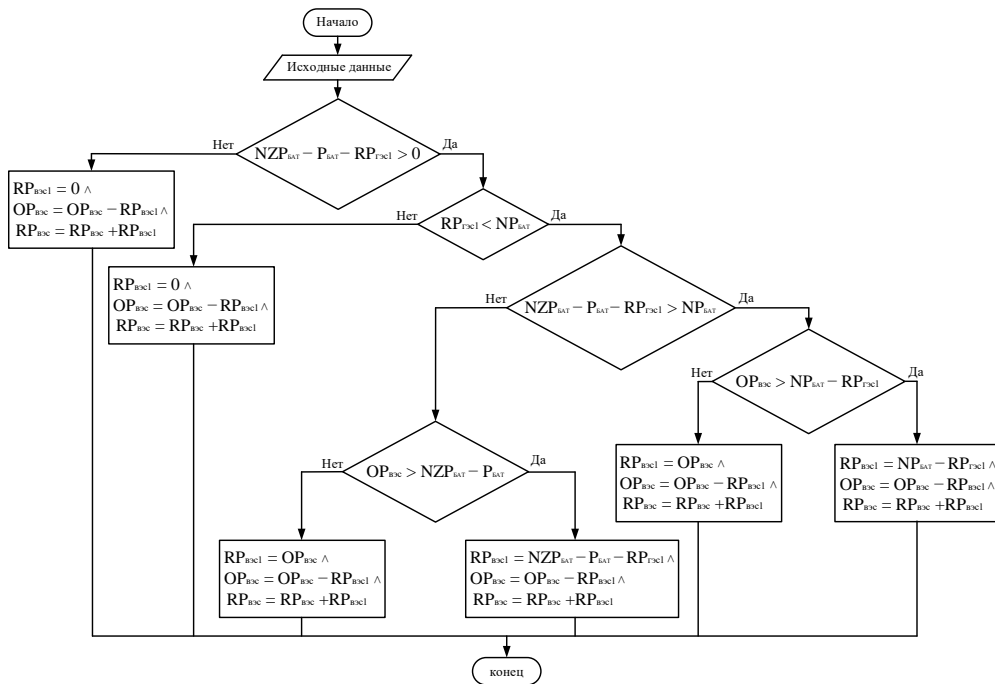 Начало
Исходные данные
Нет
Да
NZPБАТ − PБАТ − RPГЭС1 > 0
RPВЭС1 = 0 ∧
OPВЭС = OPВЭС − RPВЭС1 ∧
RPВЭС = RPВЭС + RPВЭС1
Нет
Да
RPГЭС1 < NPБАТ
RPВЭС1 = 0 ∧
OPВЭС = OPВЭС − RPВЭС1 ∧
RPВЭС = RPВЭС + RPВЭС1
Нет
Да
NZPБАТ − PБАТ − RPГЭС1 > NPБАТ
Нет
Да
OPВЭС > NPБАТ − RPГЭС1
Нет
Да
OPВЭС > NZPБАТ − PБАТ
RPВЭС1 = OPВЭС ∧
OPВЭС = OPВЭС − RPВЭС1 ∧
RPВЭС = RPВЭС + RPВЭС1
RPВЭС1 = NPБАТ − RPГЭС1 ∧
OPВЭС = OPВЭС − RPВЭС1 ∧
RPВЭС = RPВЭС + RPВЭС1
RPВЭС1 = OPВЭС ∧
OPВЭС = OPВЭС − RPВЭС1 ∧
RPВЭС = RPВЭС + RPВЭС1
RPВЭС1 = NZPБАТ − PБАТ − RPГЭС1 ∧
OPВЭС = OPВЭС − RPВЭС1 ∧
RPВЭС = RPВЭС + RPВЭС1
конец